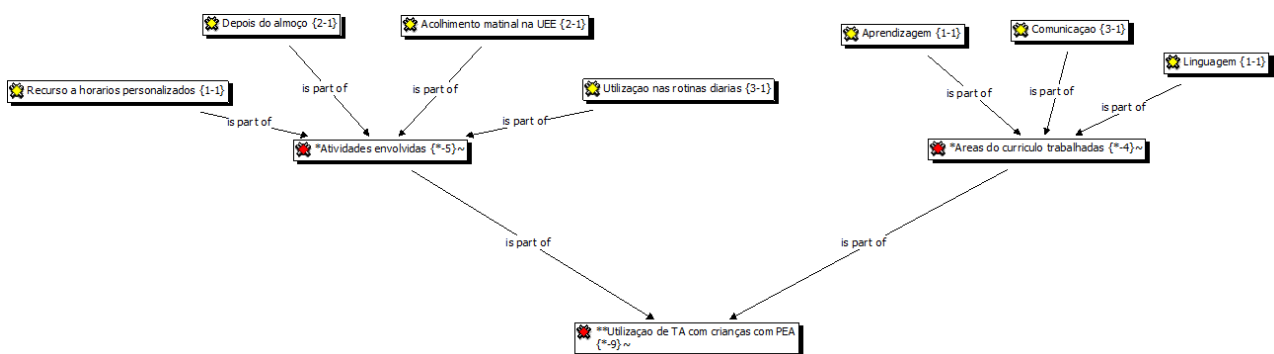 Depois do almoço {2-1}
Acolhimento matinal na UEE {2-1}
Aprendizagem {1-1}
Comunicaçao {3-1}
Linguagem {1-1}
Recurso a horarios personalizados {1-1}
is part of
is part of
Utilizaçao nas rotinas diarias {3-1}
is part of
is part of
is part of
is part of
is part of
*Atividades envolvidas {*-5}~
*Areas do curriculo trabalhadas {*-4}~
is part of
is part of
**Utilizaçao de TA com crianças com PEA
{*-9}~